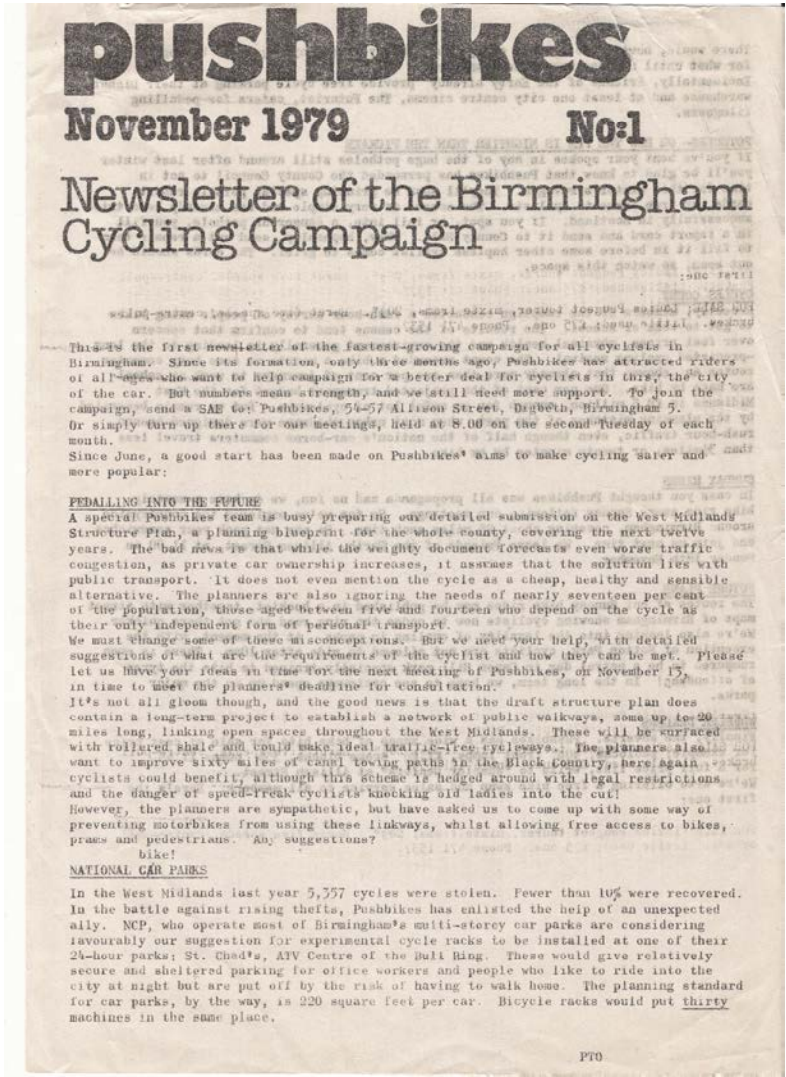 pushbikes
November 1979 No:1
Newsletter of the Birmingham
Cycling Campaign
This is the first newsletter of the fastest-growing campaign for all cyclists in
Birmingham. Since its formation, only three months ago, Pushbikes has attracted riders
of all ages who want to help campaign for a better deal for cyclists in this, the city
of the car. But numbers mean strength, and we still need more support. To join the
campaign, send a SAE to: Pushbikes, 54-57 Allison Street, Digbeth, Birmingham 5.
Or simply turn up there for our meetings, held at 8.00 on the second Tuesday of each
month.
Since June, a good start has been made on Pushbikes' aims to make cycling safer and
more popular:
PEDALLING INTO THE FUTURE
A special Pushbikes team is busy preparing our detailed submission on the West Midlands
Structure Plan, a planning blueprint for the whole county, covering the next twelve
years. The bad news is that while the weighty document forecasts even worse traffic
congestion, as private car ownership increases, it assumes that the solution lies with
public transport. It does not even mention the cycle as a cheap, healthy and sensible
alternative. The planners are also ignoring the needs of nearly seventeen per cent
of the population, those aged between five and fourteen who depend on the cycle as
their only independent form of personal transport.
We must change some of these misconceptions. But we need your help, with detailed
suggestions of what are the requirements of the cyclist and how they can be met. Please
let us have your ideas in time for the next meeting of Pushbikes, on November 13,
in time to meet the planners' deadline for consultation.
It's not all gloom though, and the good news is that the draft structure plan does
contain a long-term project to establish a network of public walkways, some up to 20
miles long, linking open spaces throughout the West Midlands. These will be surfaced
with rollered shale and could make ideal traffic-free cycleways. The planners also
want to improve sixty miles of canal towing paths in the Black Country, here again
cyclists could benefit, although this scheme is hedged around with legal restrictions
and the danger of speed-freak cyclists knocking old ladies into the cut!
However, the planners are sympathetic, but have asked us to come up with some way of
preventing motorbikes from using these linkways, whilst allowing free access to bikes,
prams and pedestrians. Any suggestions?
bike!
NATIONAL CAR PARKS
In the West Midlands last year 5,357 cycles were stolen. Fewer than 10% were recovered.
In the battle against rising thefts, Pushbikes has enlisted the help of an unexpected
ally. NCP, who operate most of Birmingham's multi-storey car parks are considering
favourably our suggestion for experimental cycle racks to be installed at one of their
24-hour parks; St. Chad's, ATV Centre of the Bull Ring. These would give relatively
secure and sheltered parking for office workers and people who like to ride into the
city at night but are put off by the risk of having to walk home. The planning standard
for car parks, by the way, is 220 square feet per car. Bicycle racks would put thirty
machines in the same place.
PTO